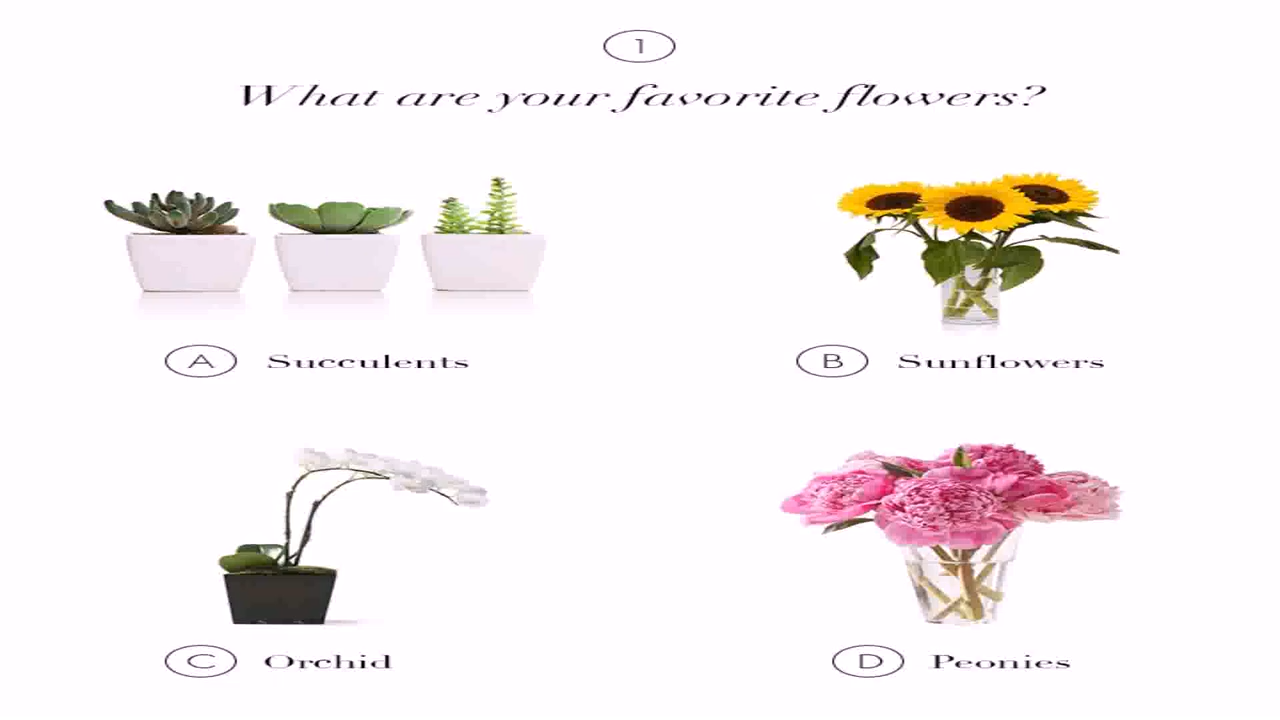 1
What are your favorite flowers?
A Succulents
B Sunflowers
C Orchid
D Peonies